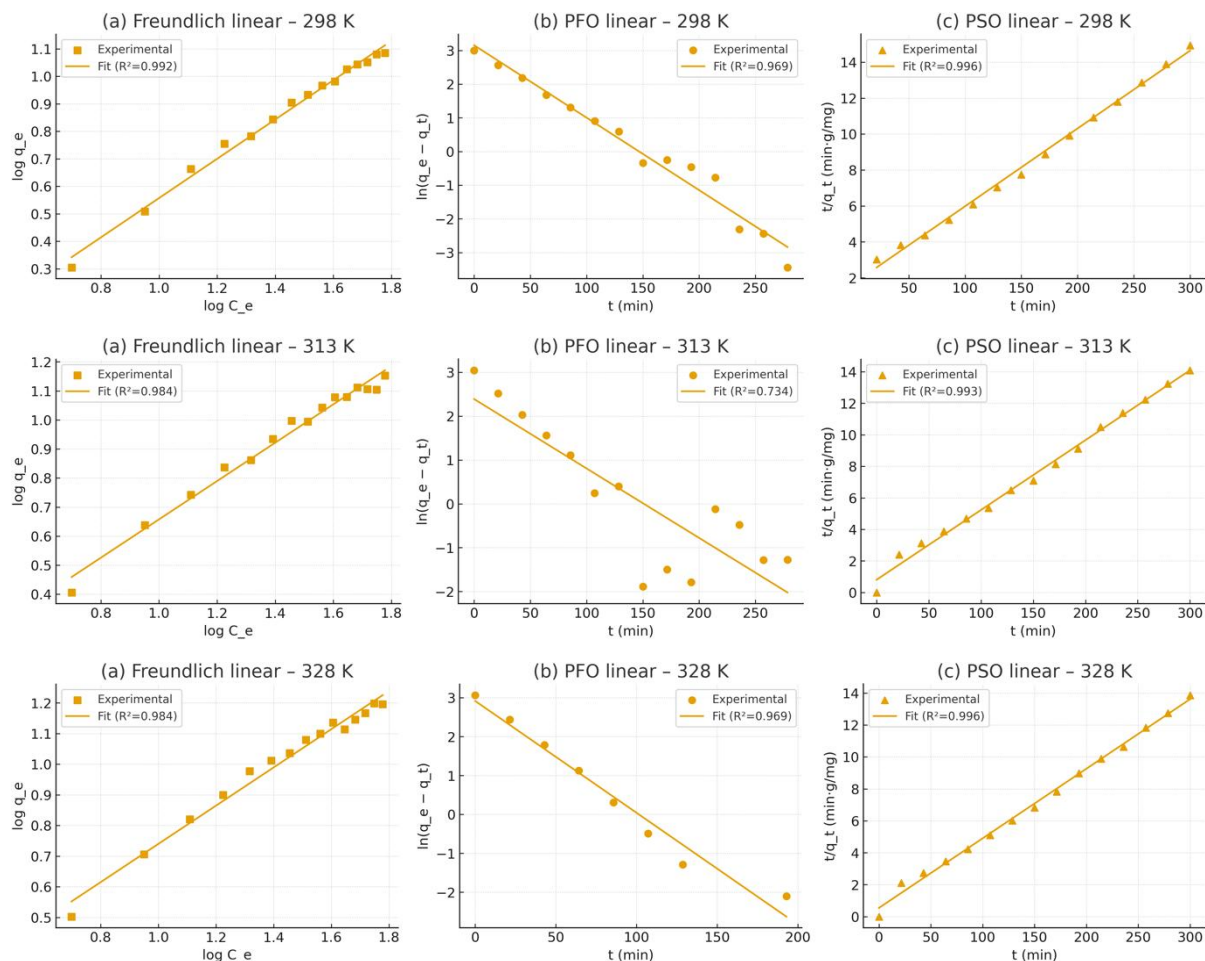 (a) Freundlich linear – 298 K
Experimental
Fit (R²=0.992)
log q_e
1.1
1.0
0.9
0.8
0.7
0.6
0.5
0.4
0.3
0.8
1.0
1.2
1.4
1.6
1.8
log C_e
(b) PFO linear – 298 K
Experimental
Fit (R²=0.969)
ln(q_e − q_t)
3
2
1
0
−1
−2
−3
0
50
100
150
200
250
t (min)
(c) PSO linear – 298 K
Experimental
Fit (R²=0.996)
t/q_t (min·g/mg)
14
12
10
8
6
4
2
50
100
150
200
250
300
t (min)
(a) Freundlich linear – 313 K
Experimental
Fit (R²=0.984)
log q_e
1.2
1.1
1.0
0.9
0.8
0.7
0.6
0.5
0.4
0.8
1.0
1.2
1.4
1.6
1.8
log C_e
(b) PFO linear – 313 K
Experimental
Fit (R²=0.734)
ln(q_e − q_t)
3
2
1
0
−1
−2
0
50
100
150
200
250
t (min)
(c) PSO linear – 313 K
Experimental
Fit (R²=0.993)
t/q_t (min·g/mg)
14
12
10
8
6
4
2
0
0
50
100
150
200
250
300
t (min)
(a) Freundlich linear – 328 K
Experimental
Fit (R²=0.984)
log q_e
1.2
1.1
1.0
0.9
0.8
0.7
0.6
0.5
0.8
1.0
1.2
1.4
1.6
1.8
log C_e
(b) PFO linear – 328 K
Experimental
Fit (R²=0.969)
ln(q_e − q_t)
3
2
1
0
−1
−2
0
50
100
150
200
t (min)
(c) PSO linear – 328 K
Experimental
Fit (R²=0.996)
t/q_t (min·g/mg)
14
12
10
8
6
4
2
0
0
50
100
150
200
250
300
t (min)